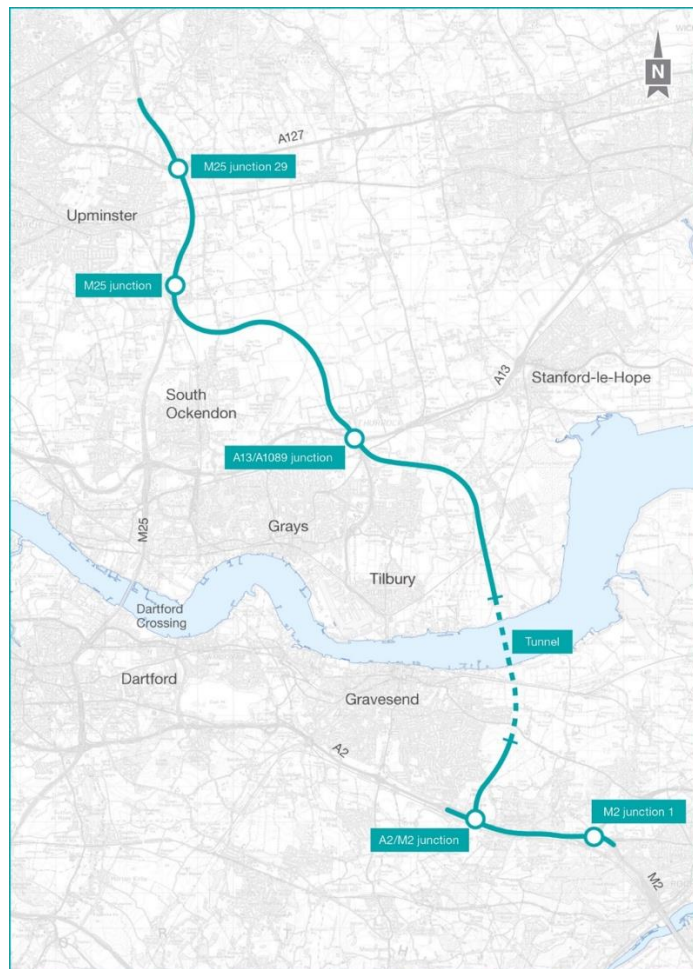 N
A127
M25 junction 29
Upminster
M25 junction
A13
Stanford-le-Hope
South
Ockendon
A13/A1089 junction
M25
Grays
Tilbury
Dartford
Crossing
Tunnel
Dartford
Gravesend
A2
M2 junction 1
A2/M2 junction
M2